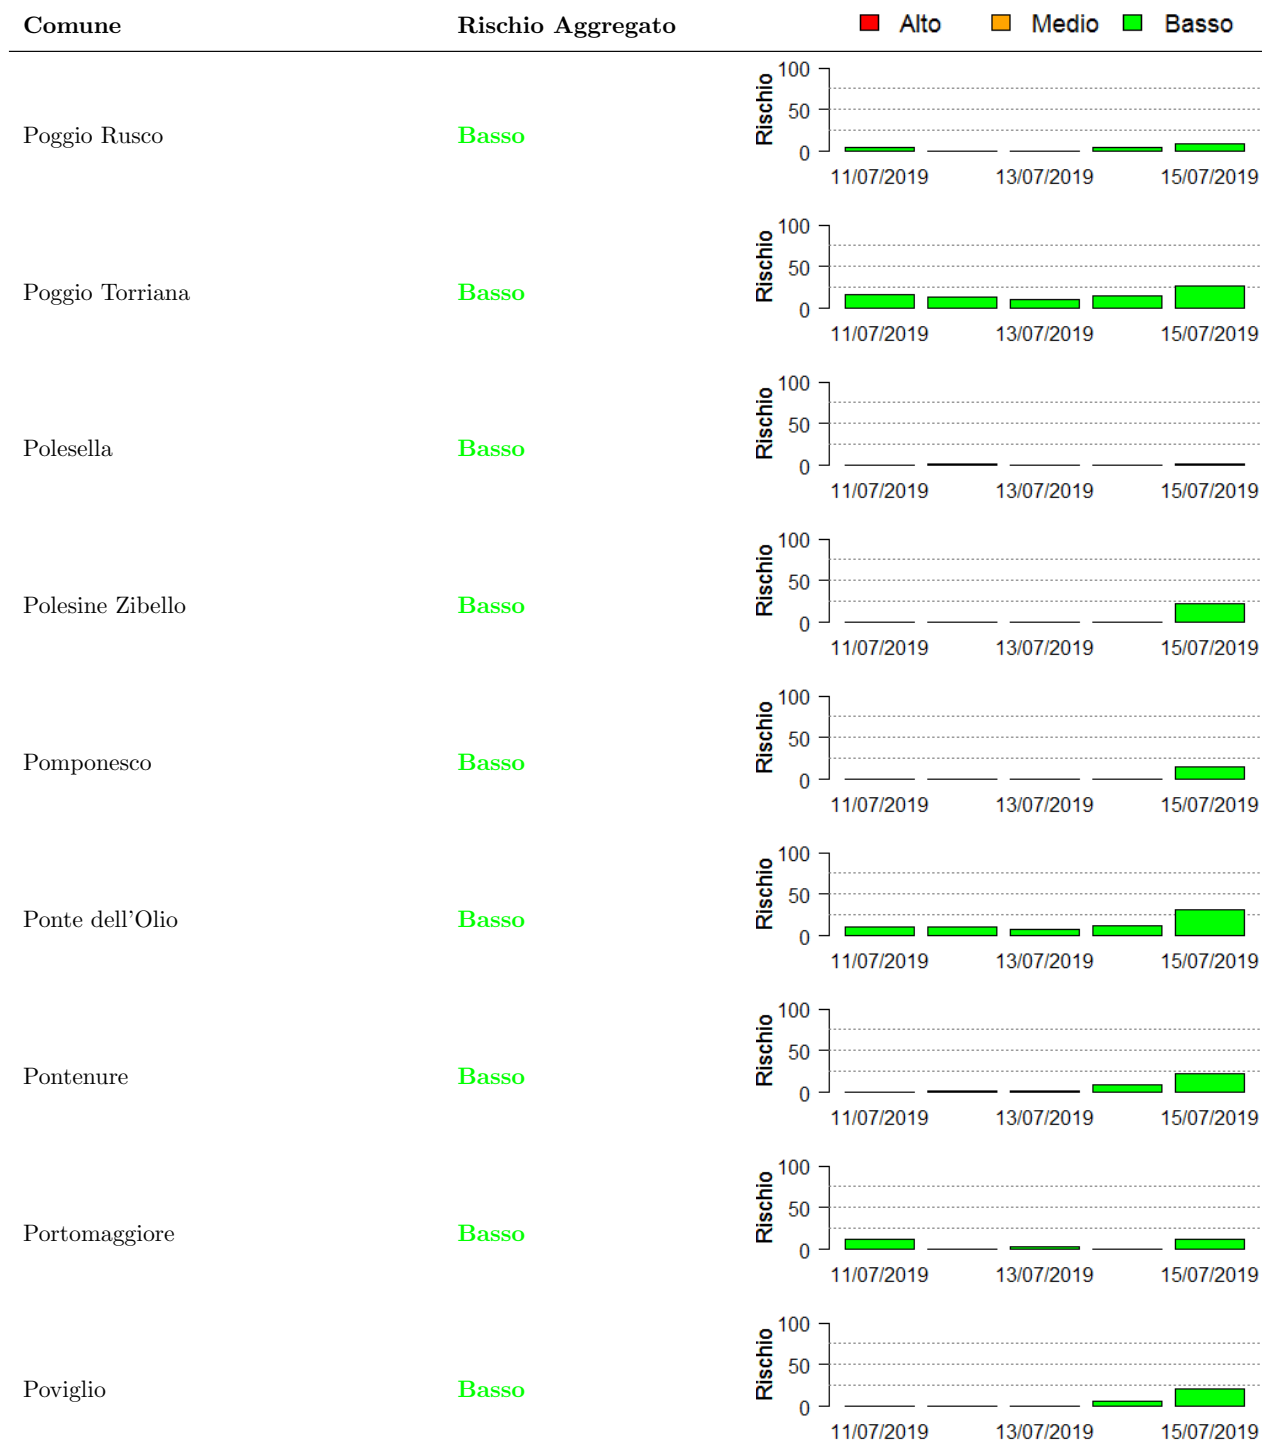 Comune Rischio Aggregato Alto Medio Basso
100
50
0
Rischio
Poggio Rusco Basso
11/07/2019 13/07/2019 15/07/2019
100
50
0
Rischio
Poggio Torriana Basso
11/07/2019 13/07/2019 15/07/2019
100
50
0
Rischio
Polesella Basso
11/07/2019 13/07/2019 15/07/2019
100
50
0
Rischio
Polesine Zibello Basso
11/07/2019 13/07/2019 15/07/2019
100
50
0
Rischio
Pomponesco Basso
11/07/2019 13/07/2019 15/07/2019
100
50
0
Rischio
Ponte dell'Olio Basso
11/07/2019 13/07/2019 15/07/2019
100
50
0
Rischio
Pontenure Basso
11/07/2019 13/07/2019 15/07/2019
100
50
0
Rischio
Portomaggiore Basso
11/07/2019 13/07/2019 15/07/2019
100
50
0
Rischio
Poviglio Basso
11/07/2019 13/07/2019 15/07/2019